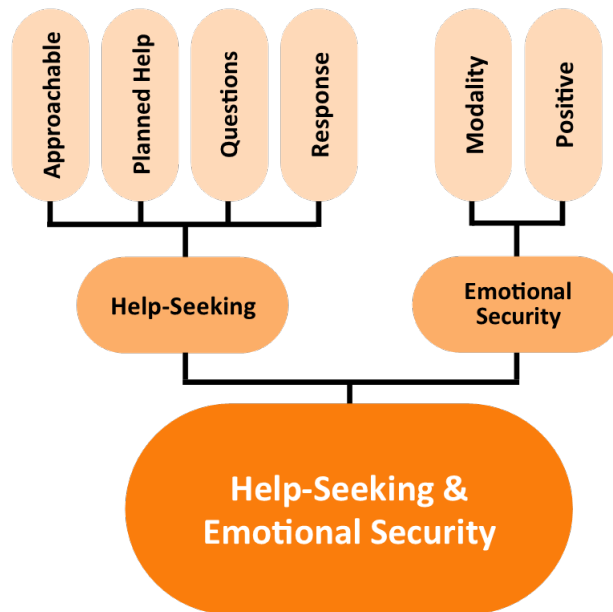 Approachable
Planned Help
Questions
Response
Modality
Positive
Help-Seeking
Emotional
Security
Help-Seeking &
Emotional Security